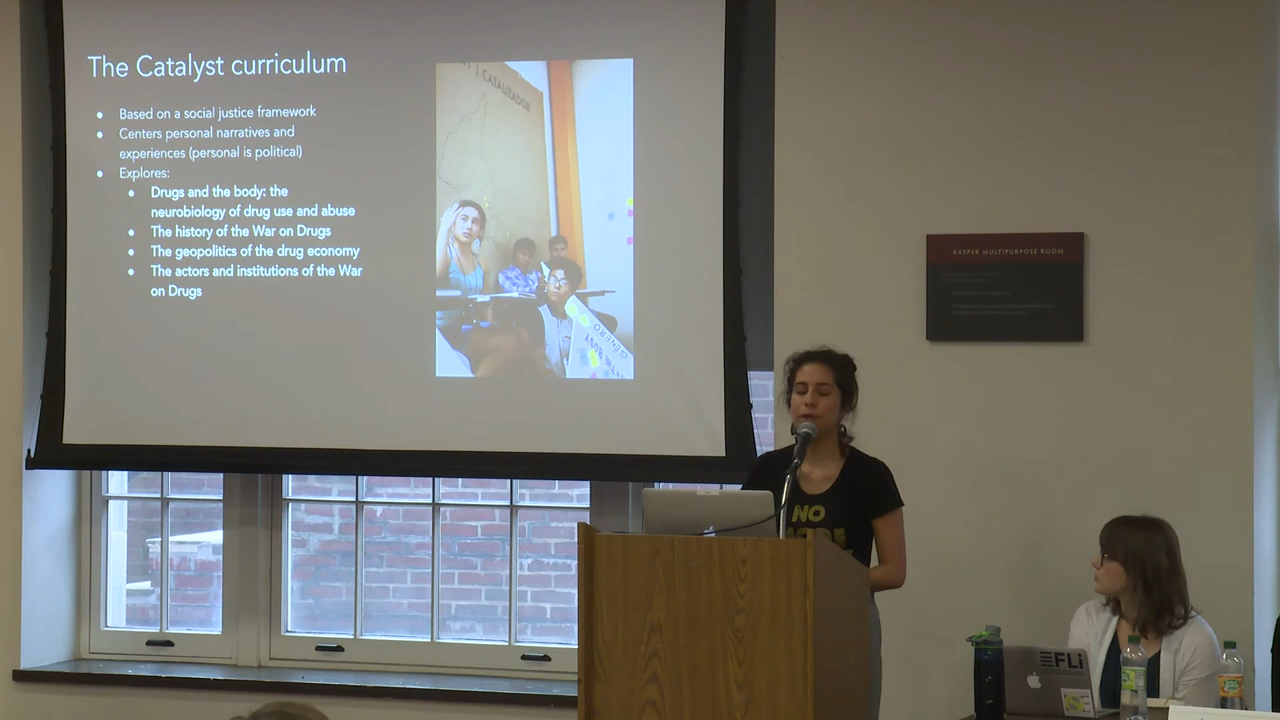 The Catalyst curriculum
● Based on a social justice framework
● Centers personal narratives and
experiences (personal is political)
● Explores:
● Drugs and the body: the
neurobiology of drug use and abuse
● The history of the War on Drugs
● The geopolitics of the drug economy
● The actors and institutions of the War
on Drugs
CATALIZADOR
GÉNERO
KASPER MULTIPURPOSE ROOM
NO
FLi